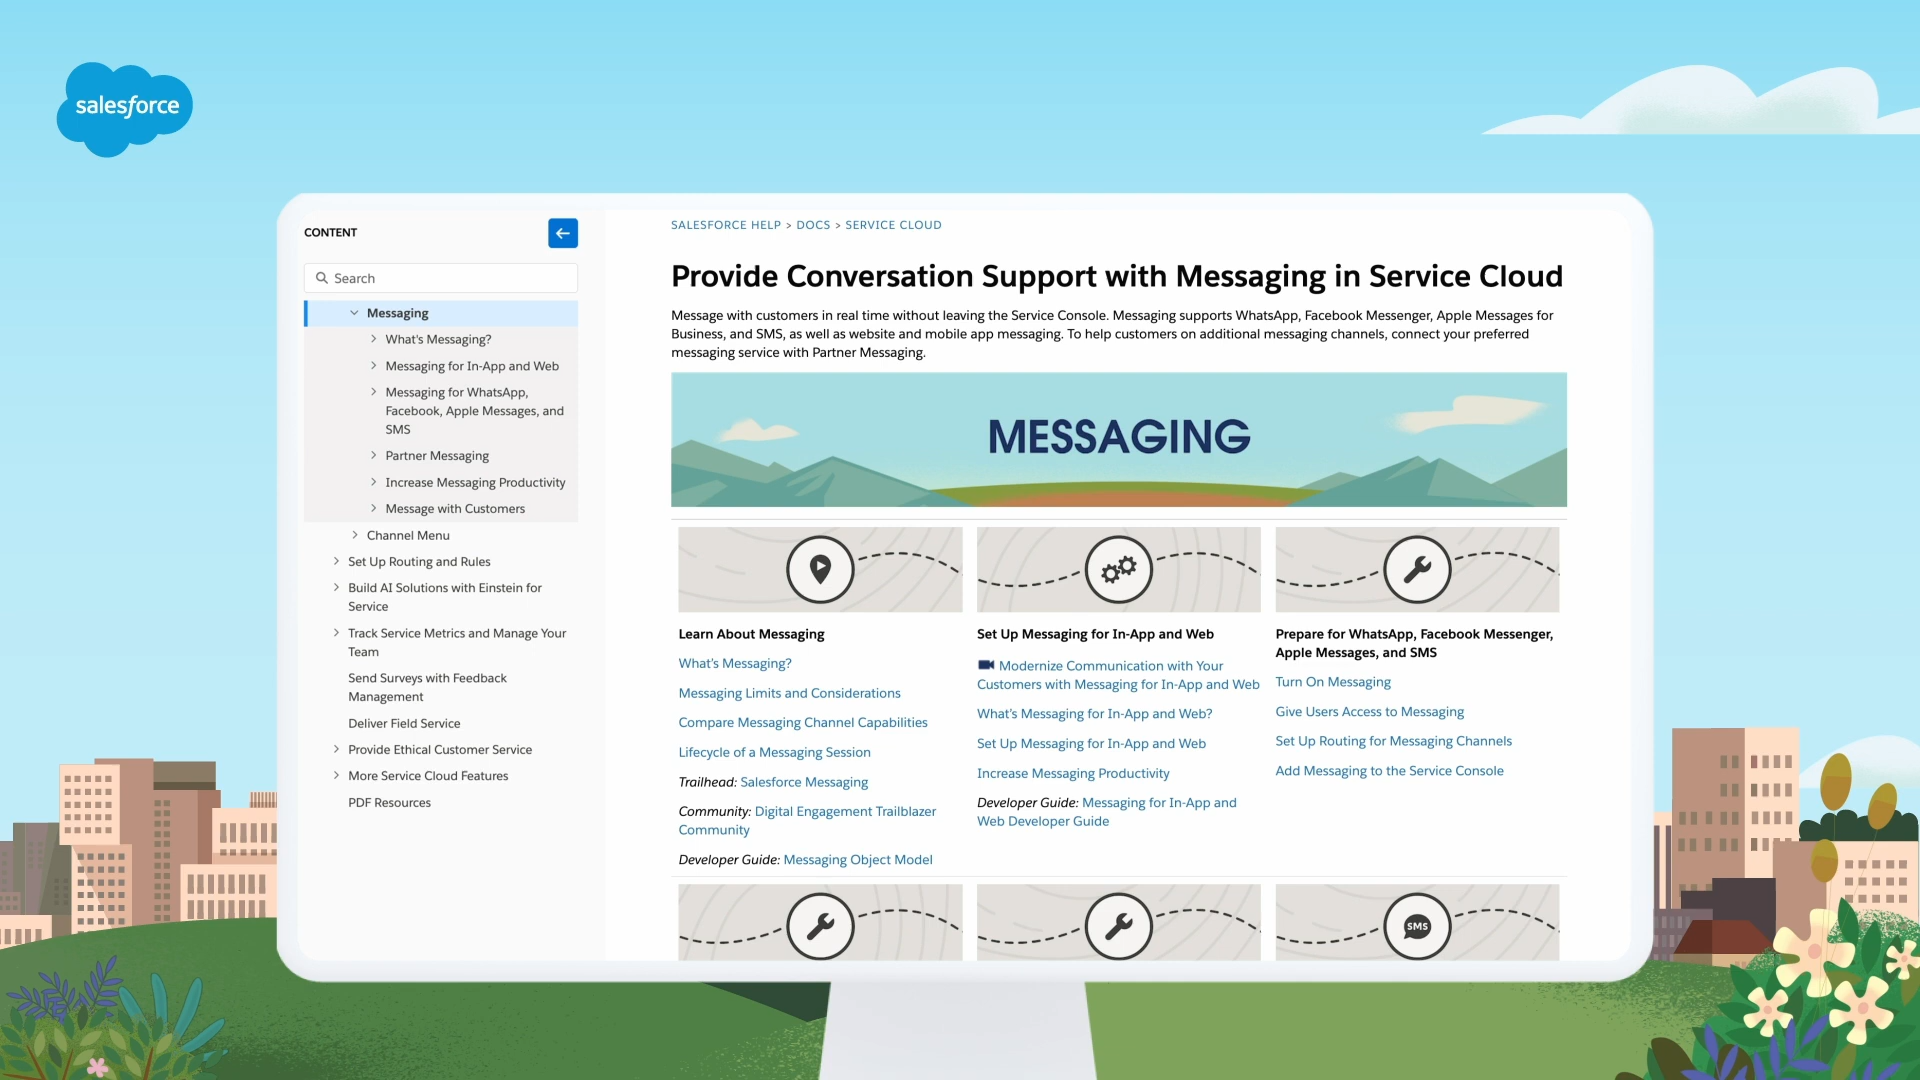 salesforce
CONTENT
Search
Messaging
What's Messaging?
Messaging for In-App and Web
Messaging for WhatsApp,
Facebook, Apple Messages, and
SMS
Partner Messaging
Increase Messaging Productivity
Message with Customers
Channel Menu
Set Up Routing and Rules
Build AI Solutions with Einstein for
Service
Track Service Metrics and Manage Your
Team
Send Surveys with Feedback
Management
Deliver Field Service
Provide Ethical Customer Service
More Service Cloud Features
PDF Resources
SALESFORCE HELP > DOCS > SERVICE CLOUD
Provide Conversation Support with Messaging in Service Cloud
Message with customers in real time without leaving the Service Console. Messaging supports WhatsApp, Facebook Messenger, Apple Messages for
Business, and SMS, as well as website and mobile app messaging. To help customers on additional messaging channels, connect your preferred
messaging service with Partner Messaging.
MESSAGING
Learn About Messaging
What's Messaging?
Messaging Limits and Considerations
Compare Messaging Channel Capabilities
Lifecycle of a Messaging Session
Trailhead: Salesforce Messaging
Community: Digital Engagement Trailblazer
Community
Developer Guide: Messaging Object Model
Set Up Messaging for In-App and Web
Modernize Communication with Your
Customers with Messaging for In-App and Web
What's Messaging for In-App and Web?
Set Up Messaging for In-App and Web
Increase Messaging Productivity
Developer Guide: Messaging for In-App and
Web Developer Guide
Prepare for WhatsApp, Facebook Messenger,
Apple Messages, and SMS
Turn On Messaging
Give Users Access to Messaging
Set Up Routing for Messaging Channels
Add Messaging to the Service Console
SMS